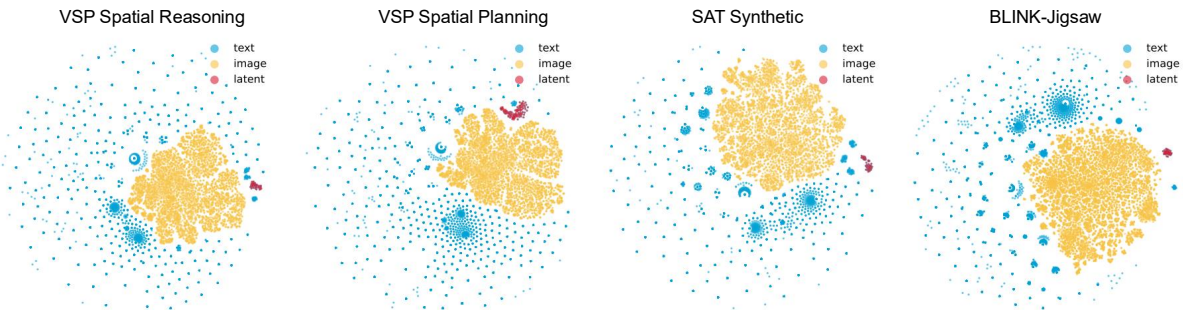 VSP Spatial Reasoning
text
image
latent
VSP Spatial Planning
text
image
latent
SAT Synthetic
text
image
latent
BLINK-Jigsaw
text
image
latent